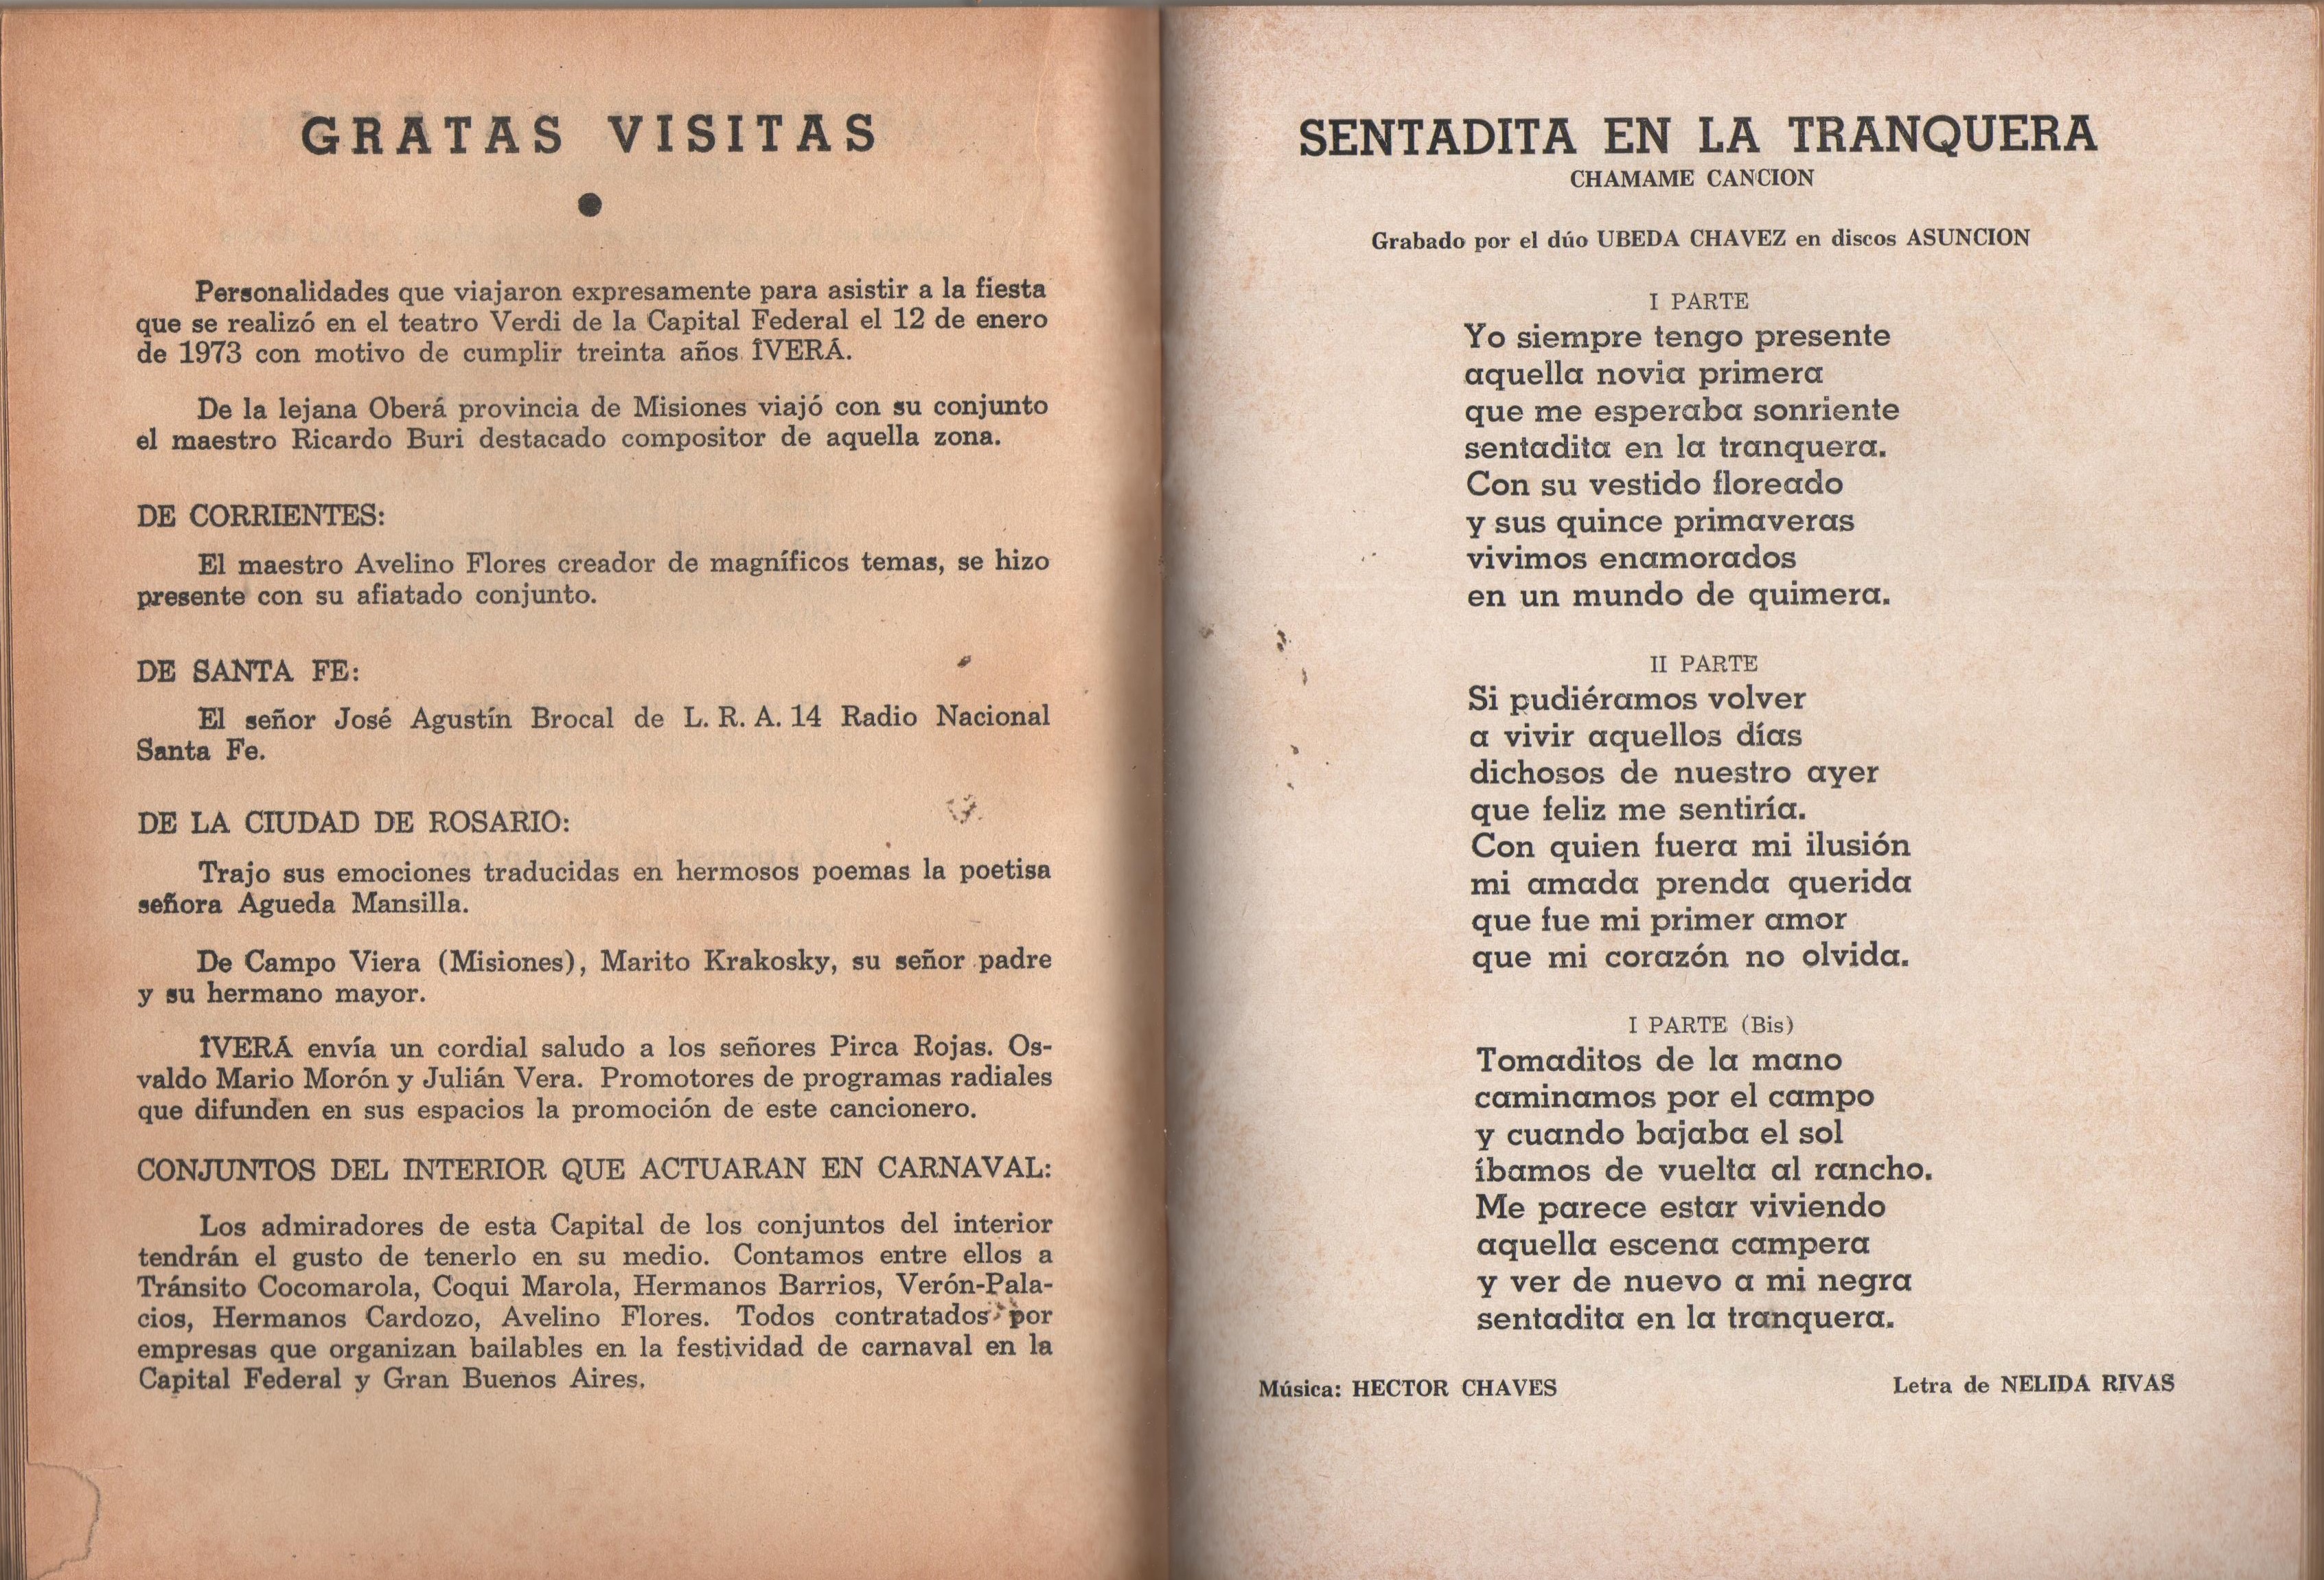 GRATAS VISITAS
Personalidades que viajaron expresamente para asistir a la fiesta
que se realizó en el teatro Verdi de la Capital Federal el 12 de enero
de 1973 con motivo de cumplir treinta años ÎVERÁ.
De la lejana Oberá provincia de Misiones viajó con su conjunto
el maestro Ricardo Buri destacado compositor de aquella zona.
DE CORRIENTES:
El maestro Avelino Flores creador de magníficos temas, se hizo
presente con su afiatado conjunto.
DE SANTA FE:
El señor José Agustín Brocal de L. R. A. 14 Radio Nacional
Santa Fe.
DE LA CIUDAD DE ROSARIO:
Trajo sus emociones traducidas en hermosos poemas la poetisa
señora Agueda Mansilla.
De Campo Viera (Misiones), Marito Krakosky, su señor padre
y su hermano mayor.
ÎVERÁ envía un cordial saludo a los señores Pirca Rojas. Os-
valdo Mario Morón y Julián Vera. Promotores de programas radiales
que difunden en sus espacios la promoción de este cancionero.
CONJUNTOS DEL INTERIOR QUE ACTUARAN EN CARNAVAL:
Los admiradores de esta Capital de los conjuntos del interior
tendrán el gusto de tenerlo en su medio. Contamos entre ellos a
Tránsito Cocomarola, Coqui Marola, Hermanos Barrios, Verón-Pala-
cios, Hermanos Cardozo, Avelino Flores. Todos contratados por
empresas que organizan bailables en la festividad de carnaval en la
Capital Federal y Gran Buenos Aires.
SENTADITA EN LA TRANQUERA
CHAMAME CANCION
Grabado por el dúo UBEDA CHAVEZ en discos ASUNCION
I PARTE
Yo siempre tengo presente
aquella novia primera
que me esperaba sonriente
sentadita en la tranquera.
Con su vestido floreado
y sus quince primaveras
vivimos enamorados
en un mundo de quimera.
II PARTE
Si pudiéramos volver
a vivir aquellos días
dichosos de nuestro ayer
que feliz me sentiría.
Con quien fuera mi ilusión
mi amada prenda querida
que fue mi primer amor
que mi corazón no olvida.
I PARTE (Bis)
Tomaditos de la mano
caminamos por el campo
y cuando bajaba el sol
íbamos de vuelta al rancho.
Me parece estar viviendo
aquella escena campera
y ver de nuevo a mi negra
sentadita en la tranquera.
Música: HECTOR CHAVES
Letra de NELIDA RIVAS